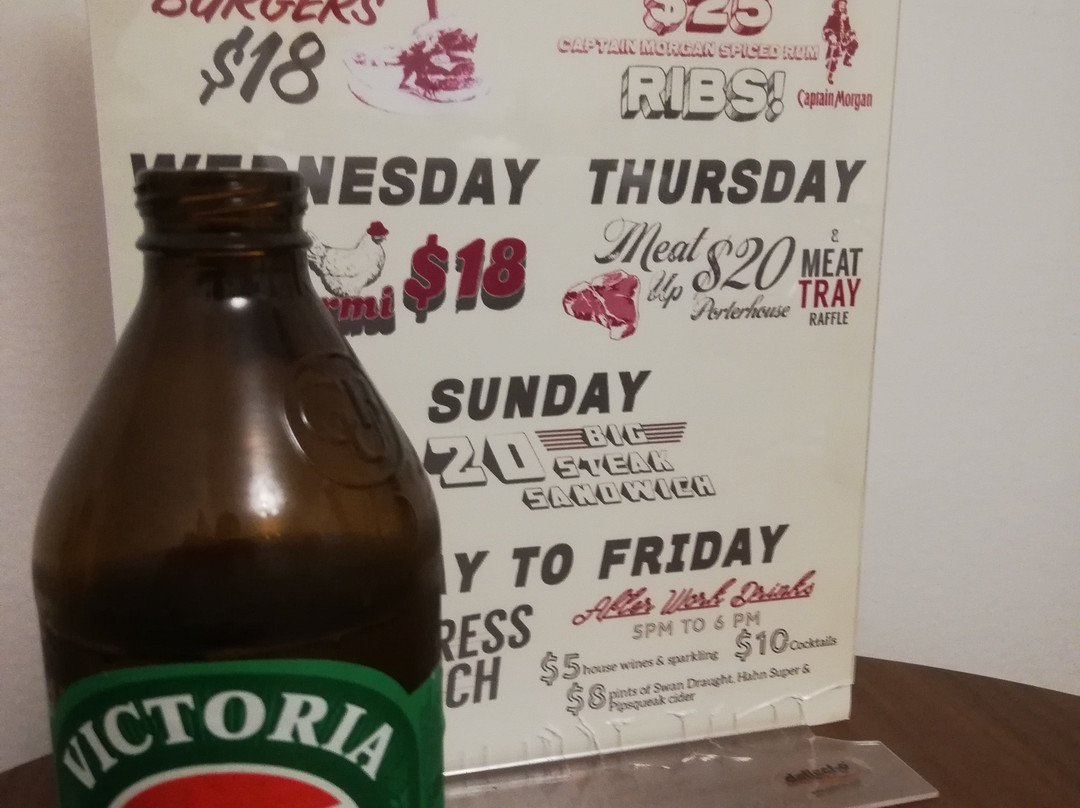 BURGERS
$18
$25
CAPTAIN MORGAN SPICED RUM
RIBS!
Captain Morgan
WEDNESDAY
THURSDAY
rmi $18
Meat
Up
$20
Porterhouse
&
MEAT
TRAY
RAFFLE
SUNDAY
20 BIG
STEAK
SANDWICH
AY TO FRIDAY
RESS
CH
After Work Drinks
5PM TO 6 PM
$5 house wines & sparkling
$10 Cocktails
$8 pints of Swan Draught, Hahn Super &
Pipsqueak cider
VICTORIA